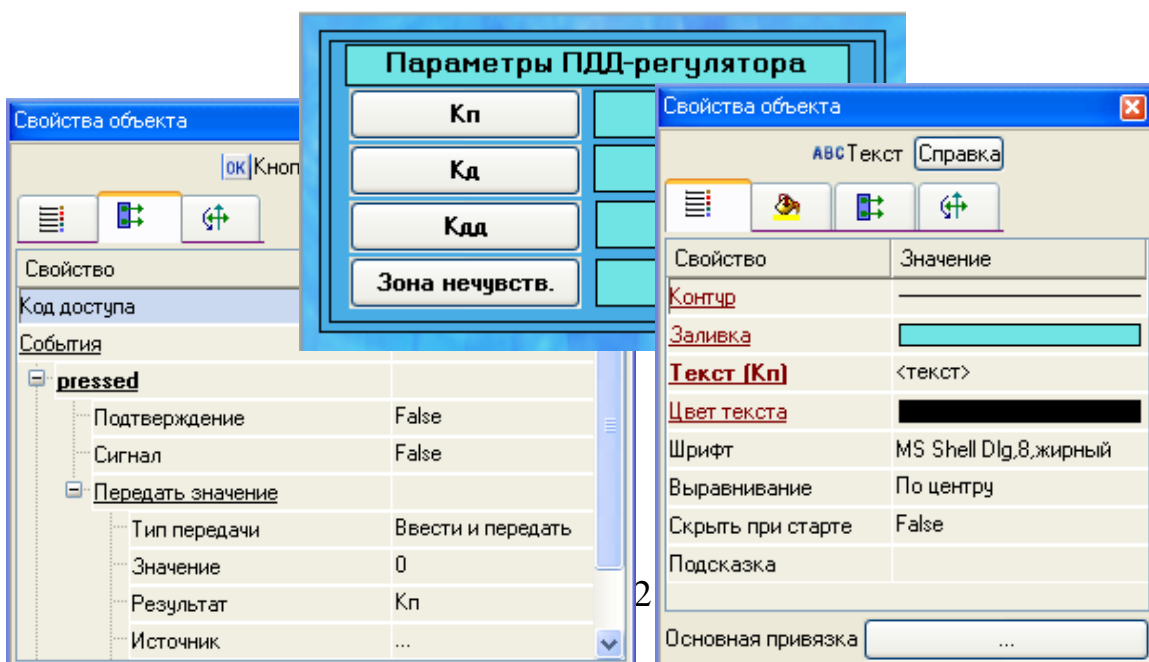 Параметры ПДД-регулятора
Кп
Кд
Кдд
Зона нечувств.
Свойства объекта
OK Кноп
Свойство
Код доступа
События
pressed
Подтверждение False
Сигнал False
Передать значение
Тип передачи Ввести и передать
Значение 0
Результат Кп
Источник ...
2
Свойства объекта
ABC Текст Справка
Свойство Значение
Контур
Заливка
Текст (Кп) <текст>
Цвет текста
Шрифт MS Shell Dlg,8,жирный
Выравнивание По центру
Скрыть при старте False
Подсказка
Основная привязка ...